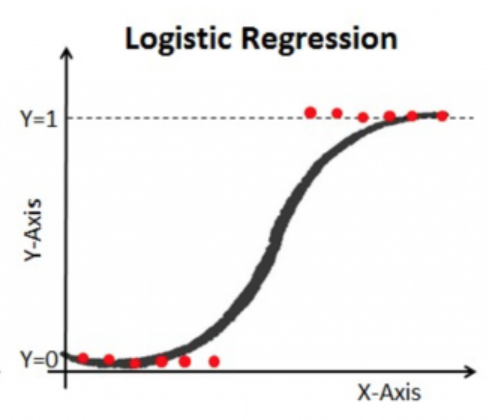 Logistic Regression
Y=1
Y-Axis
Y=0
X-Axis